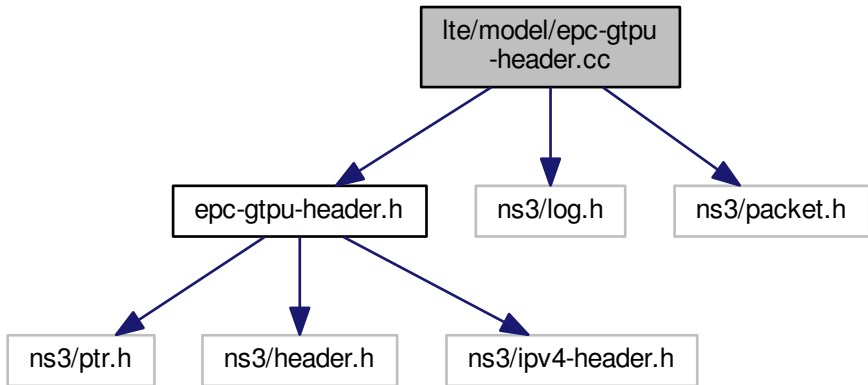 lte/model/epc-gtpu
-header.cc
epc-gtpu-header.h
ns3/log.h
ns3/packet.h
ns3/ptr.h
ns3/header.h
ns3/ipv4-header.h